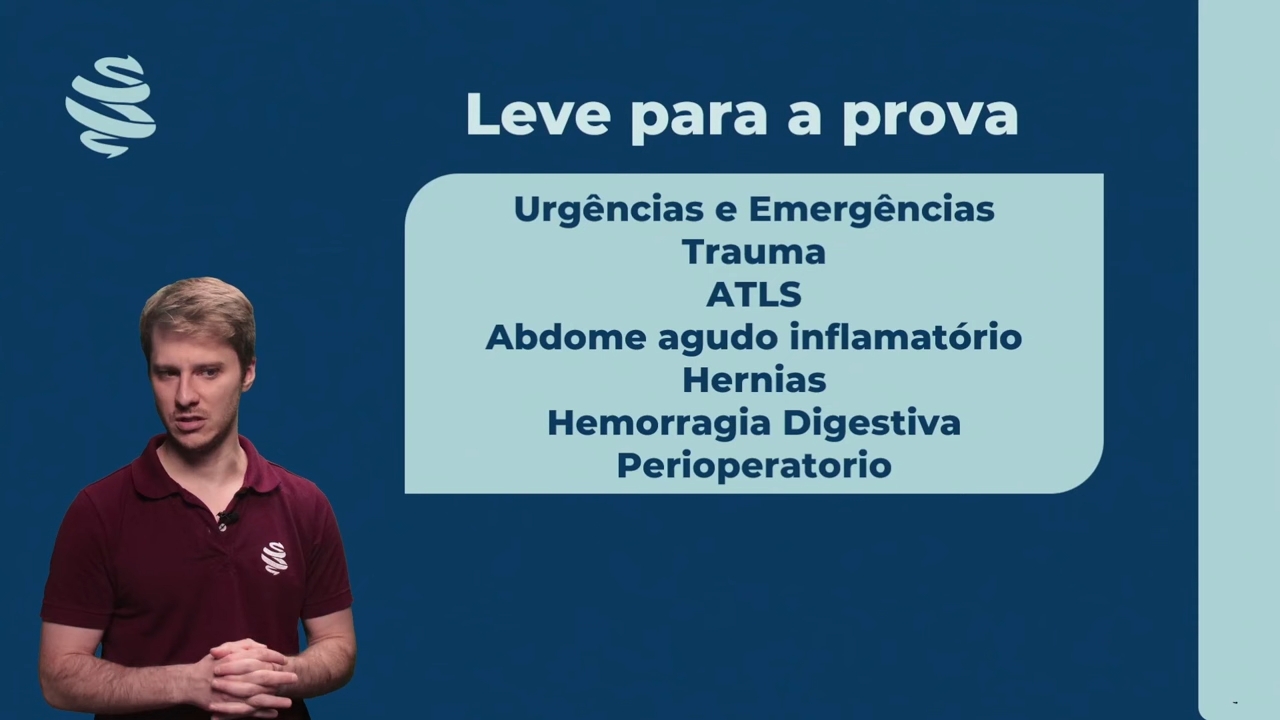 Leve para a prova
Urgências e Emergências
Trauma
ATLS
Abdome agudo inflamatório
Hernias
Hemorragia Digestiva
Perioperatorio